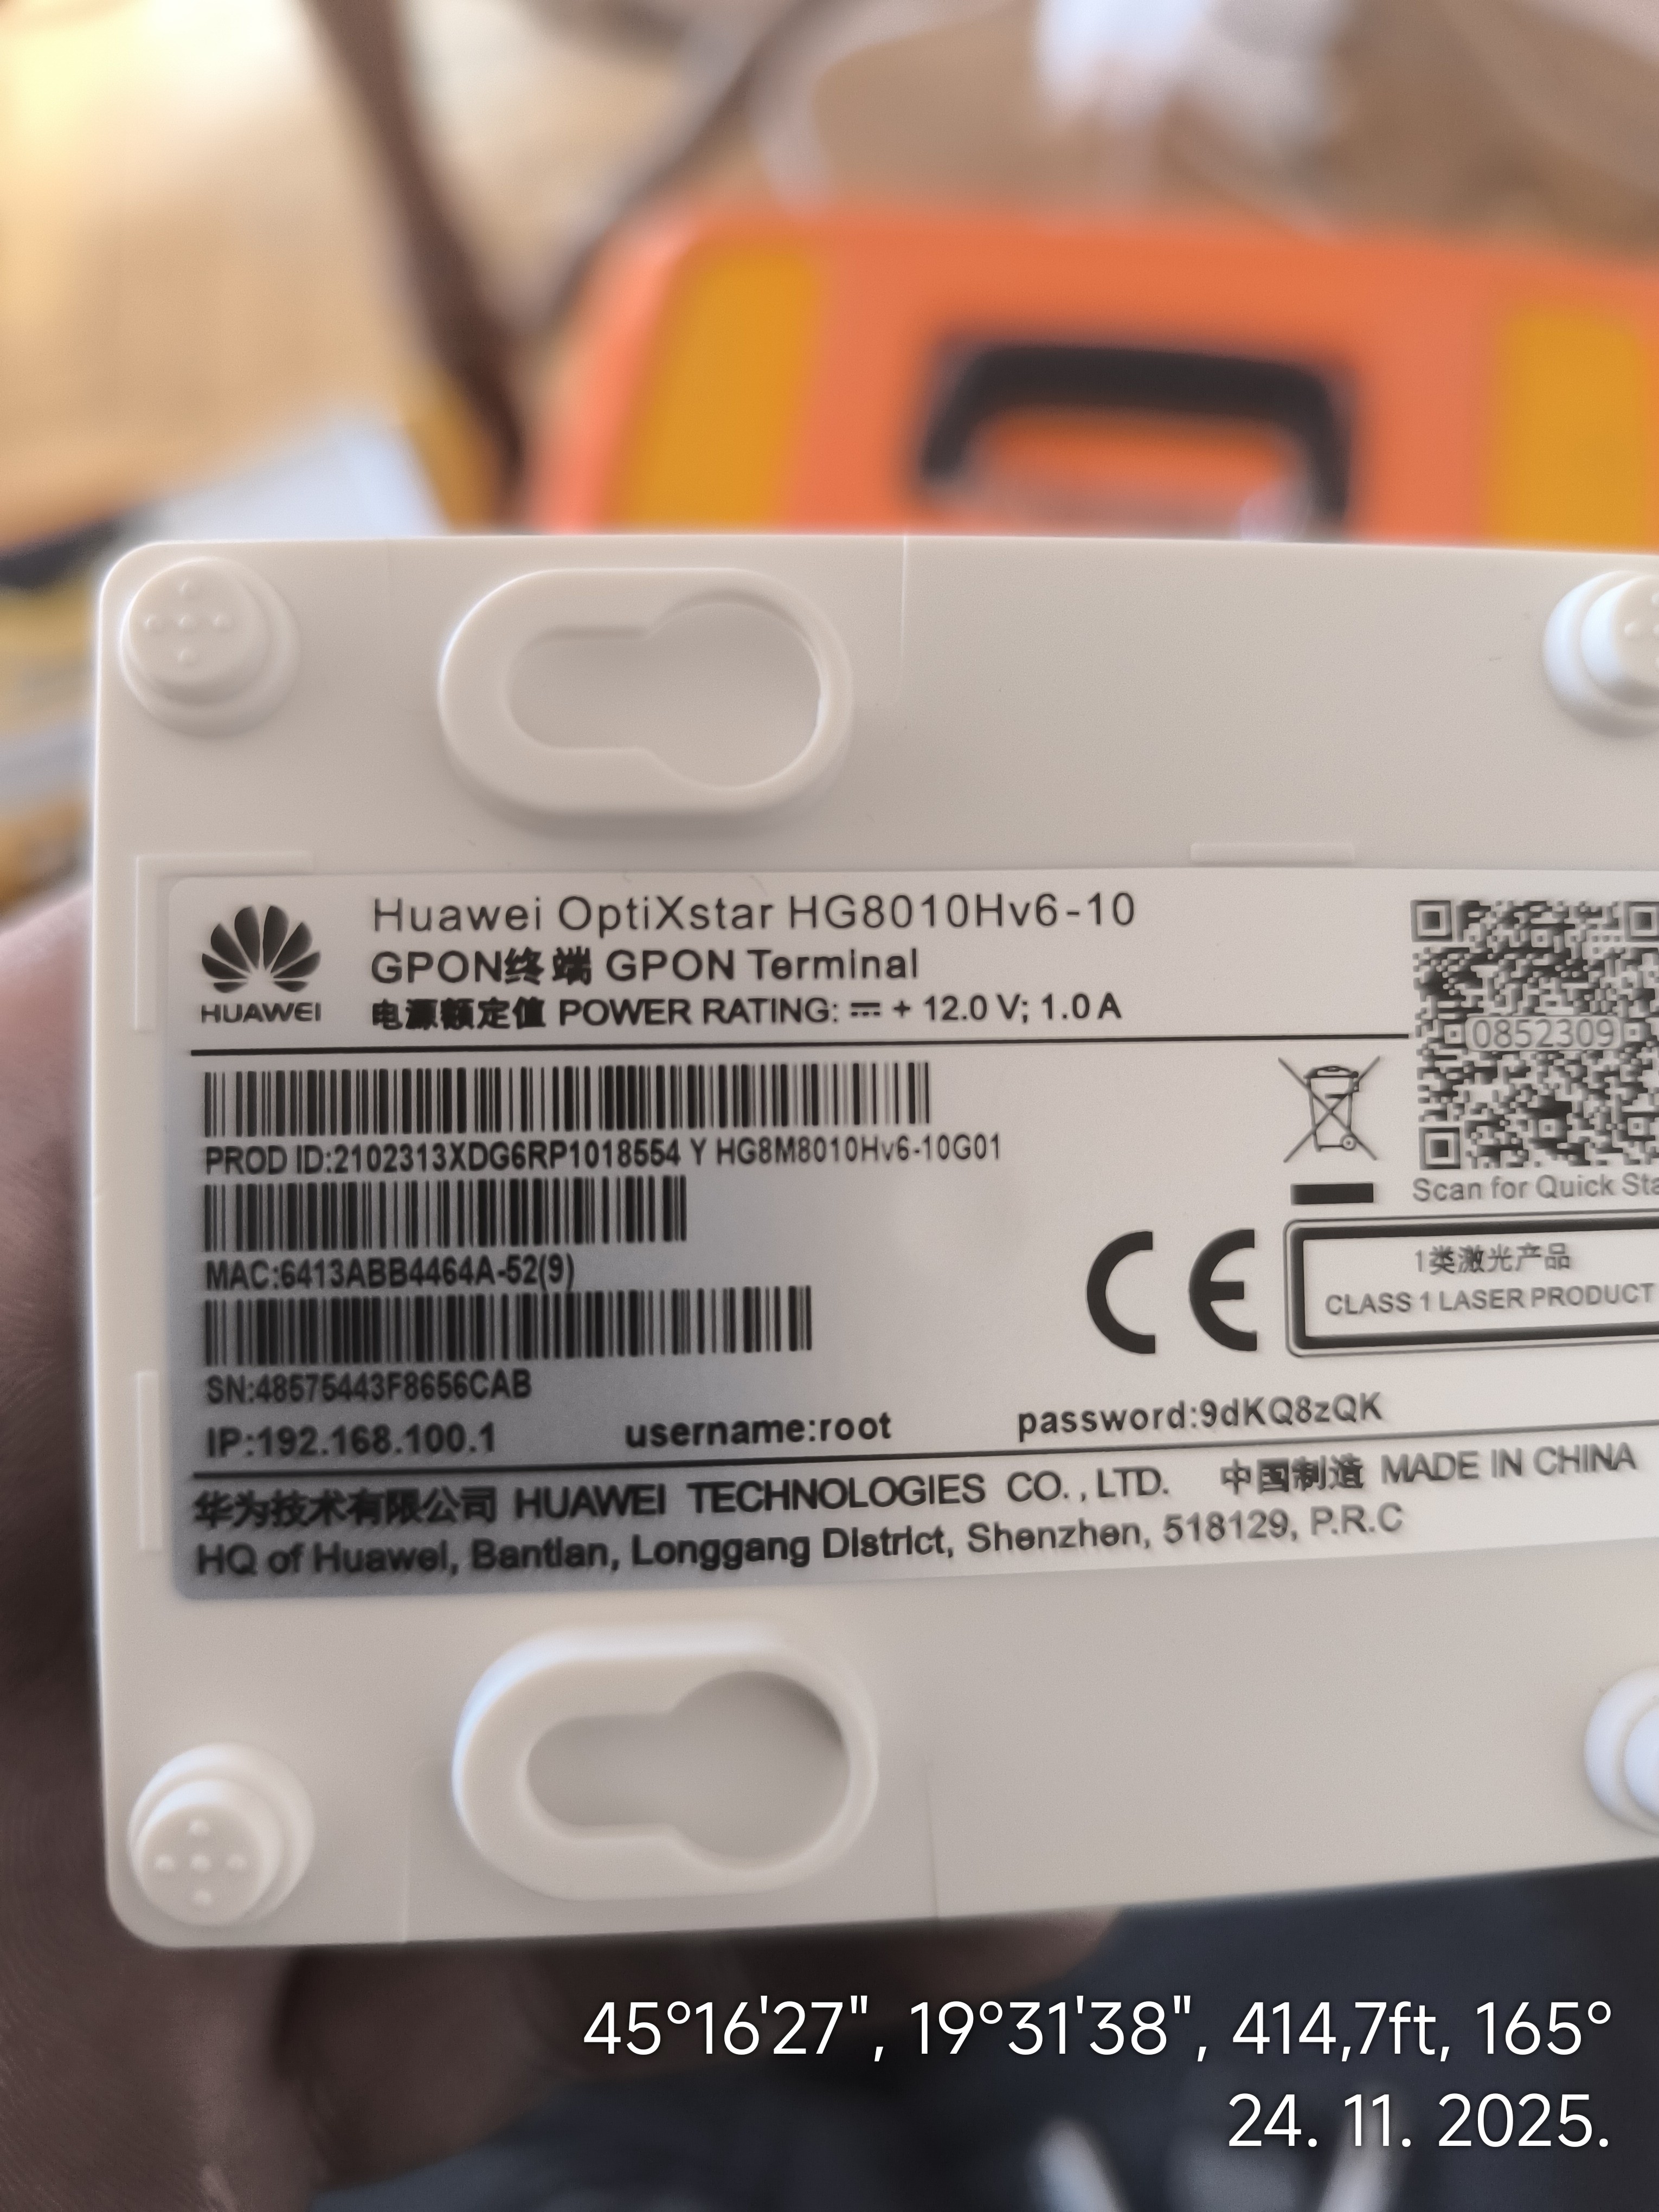 Huawei OptiXstar HG8010Hv6-10
GPON终端 GPON Terminal
HUAWEI
电源额定值 POWER RATING: ⎓ + 12.0 V; 1.0 A
0852309
PROD ID:2102313XDG6RP1018554 Y HG8M8010Hv6-10G01
Scan for Quick Sta
MAC:6413ABB4464A-52(9)
CE
1类激光产品
CLASS 1 LASER PRODUCT
SN:48575443F8656CAB
IP:192.168.100.1 username:root password:9dKQ8zQK
华为技术有限公司 HUAWEI TECHNOLOGIES CO., LTD. 中国制造 MADE IN CHINA
HQ of Huawei, Bantian, Longgang District, Shenzhen, 518129, P.R.C
45°16'27", 19°31'38", 414,7ft, 165°
24. 11. 2025.